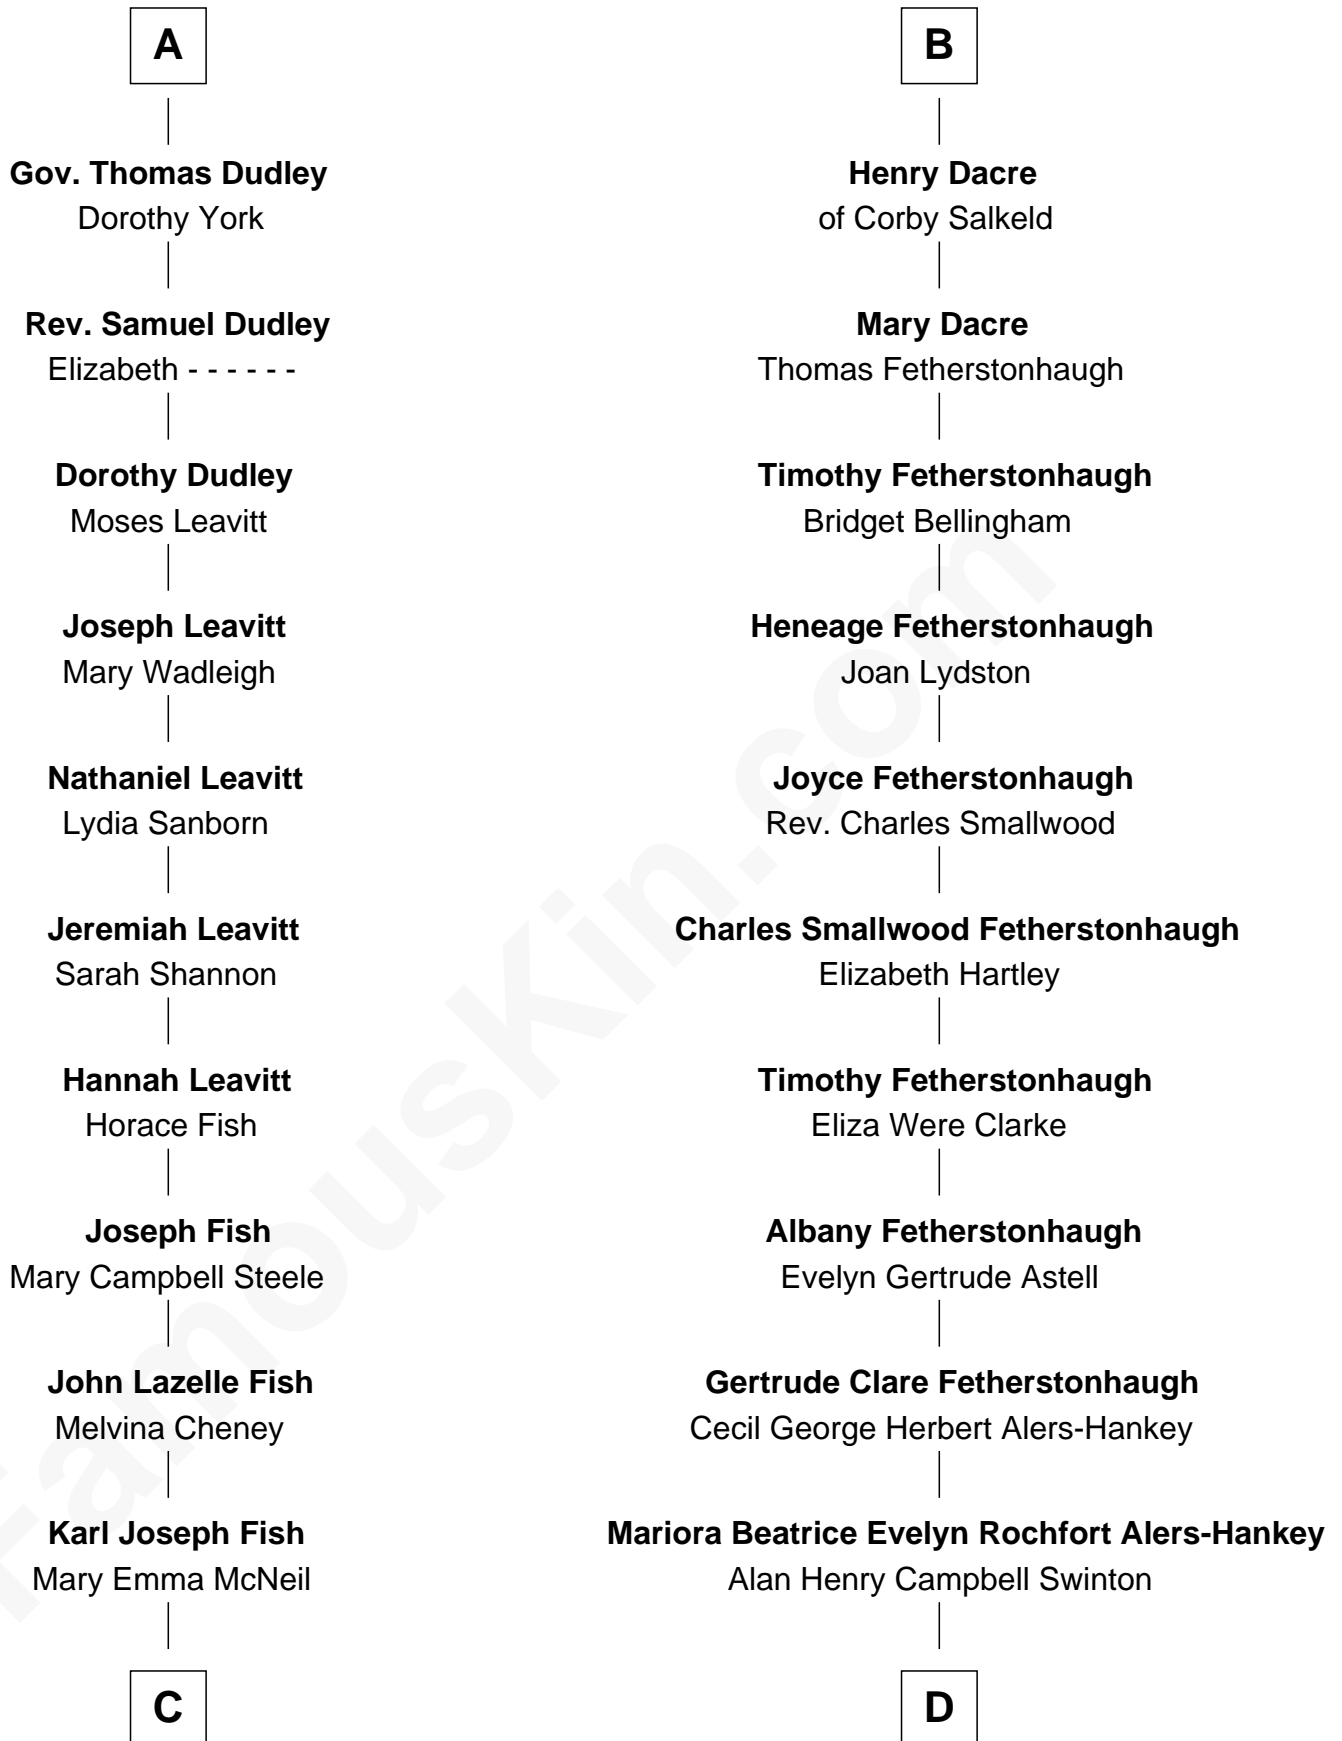 A
Gov. Thomas Dudley
Dorothy York
Rev. Samuel Dudley
Elizabeth - - - - - -
Dorothy Dudley
Moses Leavitt
Joseph Leavitt
Mary Wadleigh
Nathaniel Leavitt
Lydia Sanborn
Jeremiah Leavitt
Sarah Shannon
Hannah Leavitt
Horace Fish
Joseph Fish
Mary Campbell Steele
John Lazelle Fish
Melvina Cheney
Karl Joseph Fish
Mary Emma McNeil
C
B
Henry Dacre
of Corby Salkeld
Mary Dacre
Thomas Fetherstonhaugh
Timothy Fetherstonhaugh
Bridget Bellingham
Heneage Fetherstonhaugh
Joan Lydston
Joyce Fetherstonhaugh
Rev. Charles Smallwood
Charles Smallwood Fetherstonhaugh
Elizabeth Hartley
Timothy Fetherstonhaugh
Eliza Were Clarke
Albany Fetherstonhaugh
Evelyn Gertrude Astell
Gertrude Clare Fetherstonhaugh
Cecil George Herbert Alers-Hankey
Mariora Beatrice Evelyn Rochfort Alers-Hankey
Alan Henry Campbell Swinton
D
FamousKin.com